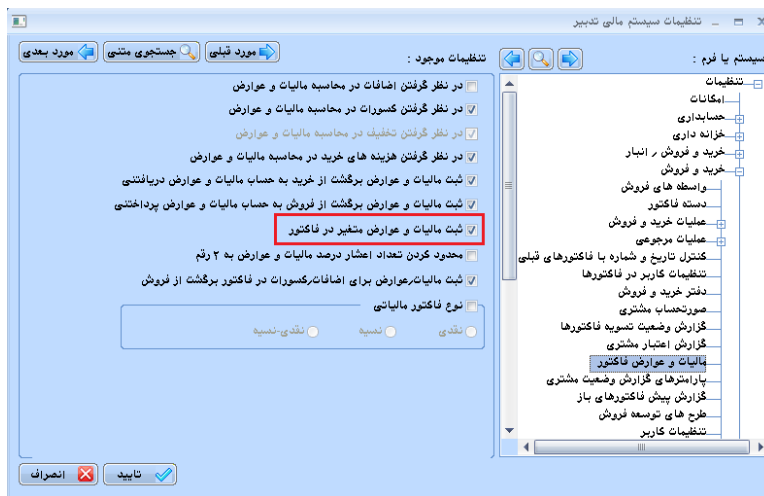 تنظیمات سیستم مالی تدبیر
سیستم یا فرم :
تنظیمات
امکانات
حسابداری
خزانه داری
خرید و فروش / انبار
خرید و فروش
واسطه های فروش
دسته فاکتور
عملیات خرید و فروش
عملیات مرجوعی
کنترل تاریخ و شماره با فاکتورهای قبلی
تنظیمات کاربر در فاکتورها
دفتر خرید و فروش
صورتحساب مشتری
گزارش وضعیت تسویه فاکتورها
گزارش اعتبار مشتری
مالیات و عوارض فاکتور
پارامترهای گزارش وضعیت مشتری
گزارش پیش فاکتورهای باز
طرح های توسعه فروش
تنظیمات کاربر
تنظیمات موجود :
مورد قبلی
جستجوی متنی
مورد بعدی
در نظر گرفتن اضافات در محاسبه مالیات و عوارض
در نظر گرفتن کسورات در محاسبه مالیات و عوارض
در نظر گرفتن تخفیف در محاسبه مالیات و عوارض
در نظر گرفتن هزینه های خرید در محاسبه مالیات و عوارض
ثبت مالیات و عوارض برگشت از خرید به حساب مالیات و عوارض دریافتنی
ثبت مالیات و عوارض برگشت از فروش به حساب مالیات و عوارض پرداختنی
ثبت مالیات و عوارض متغیر در فاکتور
محدود کردن تعداد اعشار درصد مالیات و عوارض به ۲ رقم
ثبت مالیات/عوارض برای اضافات/کسورات در فاکتور برگشت از فروش
نوع فاکتور مالیاتی
نقدی
نسیه
نقدی-نسیه
تایید
انصراف